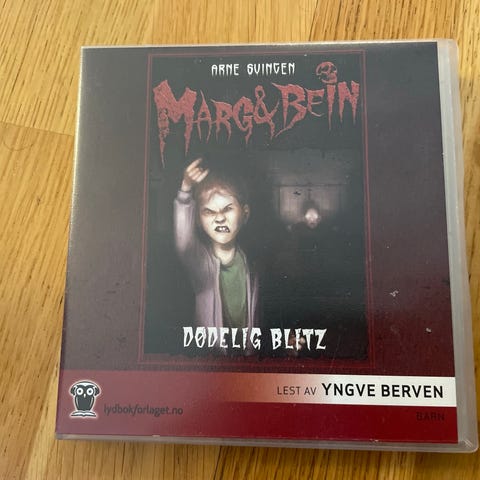 ARNE SVINGEN
MARG&BEIN
DØDELIG BLITZ
LEST AV YNGVE BERVEN
lydbokforlaget.no
BARN